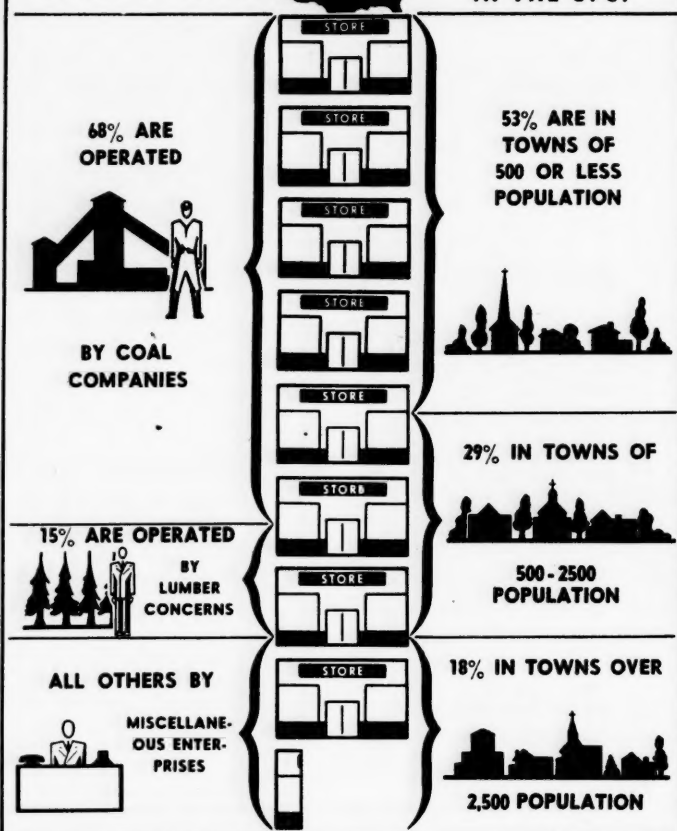 68% ARE
OPERATED
BY COAL
COMPANIES
15% ARE OPERATED
BY
LUMBER
CONCERNS
ALL OTHERS BY
MISCELLANE-
OUS ENTER-
PRISES
STORE
STORE
STORE
STORE
STORE
STORB
STORE
STORE
53% ARE IN
TOWNS OF
500 OR LESS
POPULATION
29% IN TOWNS OF
500-2500
POPULATION
18% IN TOWNS OVER
2,500 POPULATION